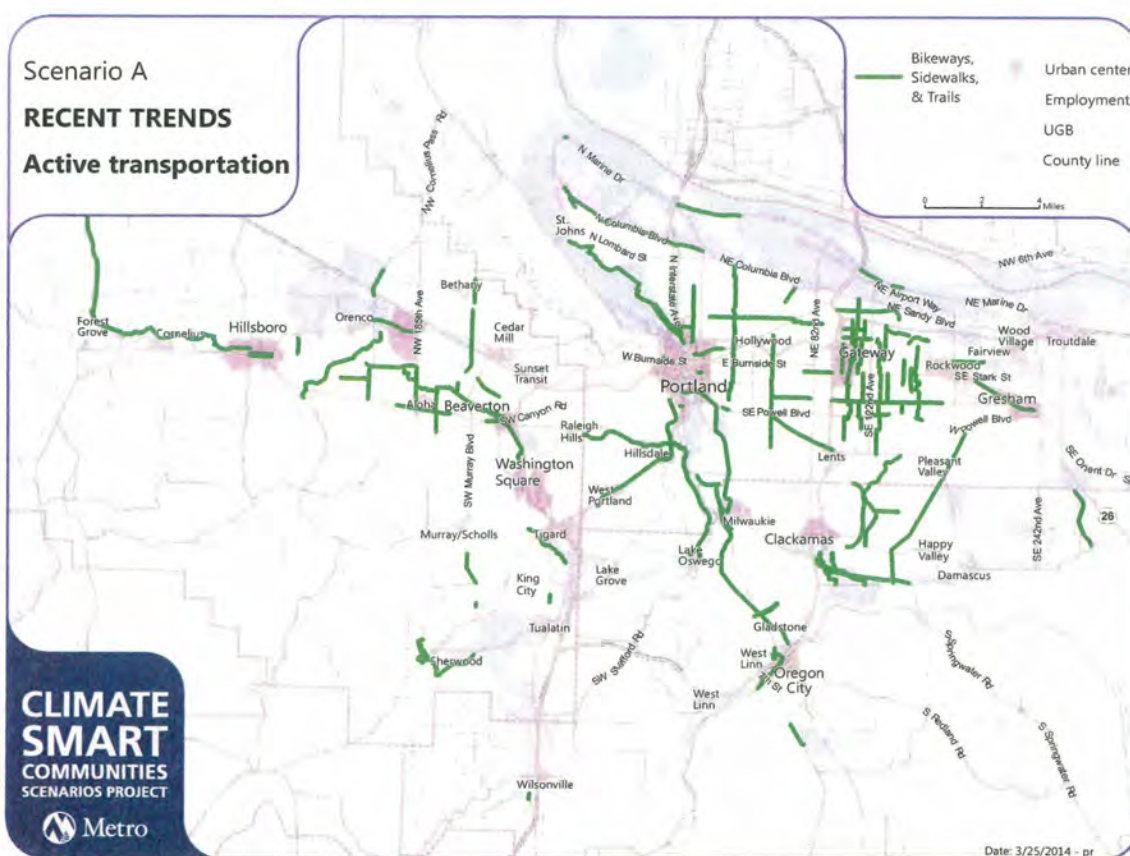 Scenario A
RECENT TRENDS
Active transportation
Bikeways,
Sidewalks,
& Trails
Urban center
Employment
UGB
County line
0 2 4
Miles
NW Cornelius Pass Rd
N Marine Dr
St.
Johns
N Columbia Blvd
N Lombard St
N Interstate Ave
NE Columbia Blvd
NW 6th Ave
NE Airport Way
NE Marine Dr
NE Sandy Blvd
NE 82nd Ave
Bethany
Forest
Grove
Cornelius
Hillsboro
Orenco
NW 185th Ave
Cedar
Mill
Sunset
Transit
W Burnside St
E Burnside St
Hollywood
Gateway
Wood
Village
Troutdale
Fairview
Rockwood
SE Stark St
Gresham
Portland
SE 122nd Ave
Aloha
Beaverton
SW Canyon Rd
Raleigh
Hills
SE Powell Blvd
W Powell Blvd
Hillsdale
Lents
Pleasant
Valley
SE Orient Dr
SW Murray Blvd
Washington
Square
West
Portland
26
SE 242nd Ave
Milwaukie
Murray/Scholls
Tigard
Clackamas
Lake
Oswego
Happy
Valley
King
City
Lake
Grove
Damascus
Tualatin
Gladstone
SW Stafford Rd
Sherwood
West
Linn
Oregon
City
7th St
West
Linn
S Springwater Rd
S Redland Rd
S Springwater Rd
Wilsonville
CLIMATE
SMART
COMMUNITIES
SCENARIOS PROJECT
Metro
Date: 3/25/2014 - pr